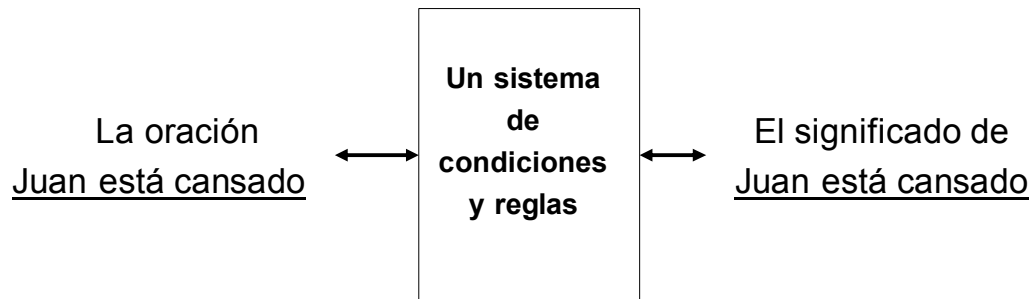 La oración
Juan está cansado
Un sistema
de
condiciones
y reglas
El significado de
Juan está cansado